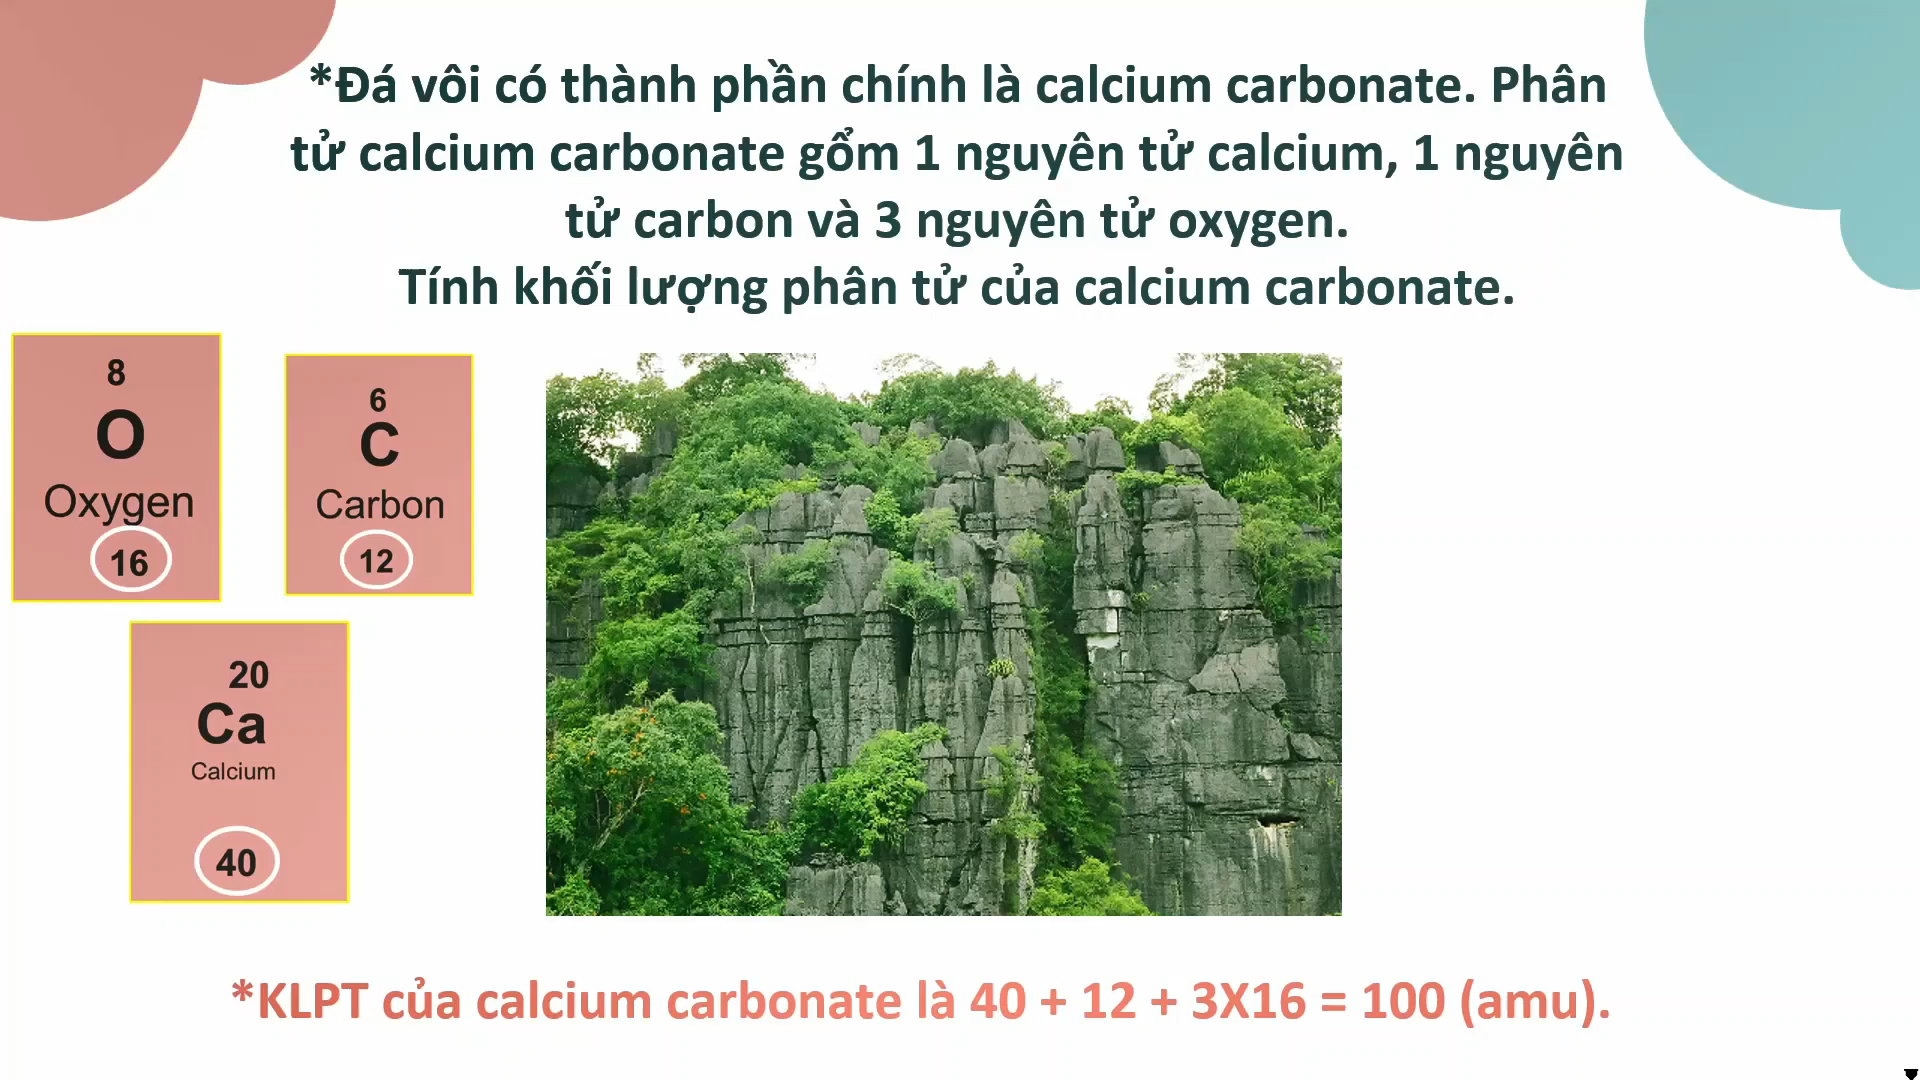 *Đá vôi có thành phần chính là calcium carbonate. Phân
tử calcium carbonate gồm 1 nguyên tử calcium, 1 nguyên
tử carbon và 3 nguyên tử oxygen.
Tính khối lượng phân tử của calcium carbonate.
8
O
Oxygen
16
6
C
Carbon
12
20
Ca
Calcium
40
*KLPT của calcium carbonate là 40 + 12 + 3X16 = 100 (amu).